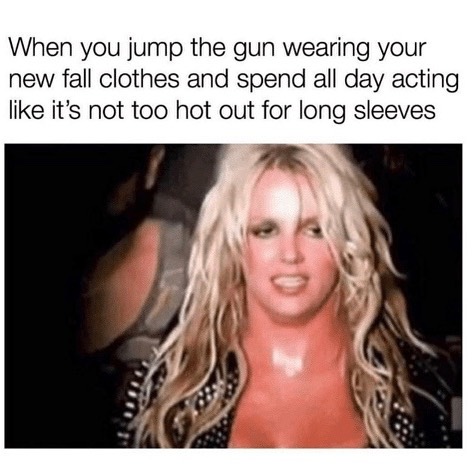 When you jump the gun wearing your
new fall clothes and spend all day acting
like it's not too hot out for long sleeves